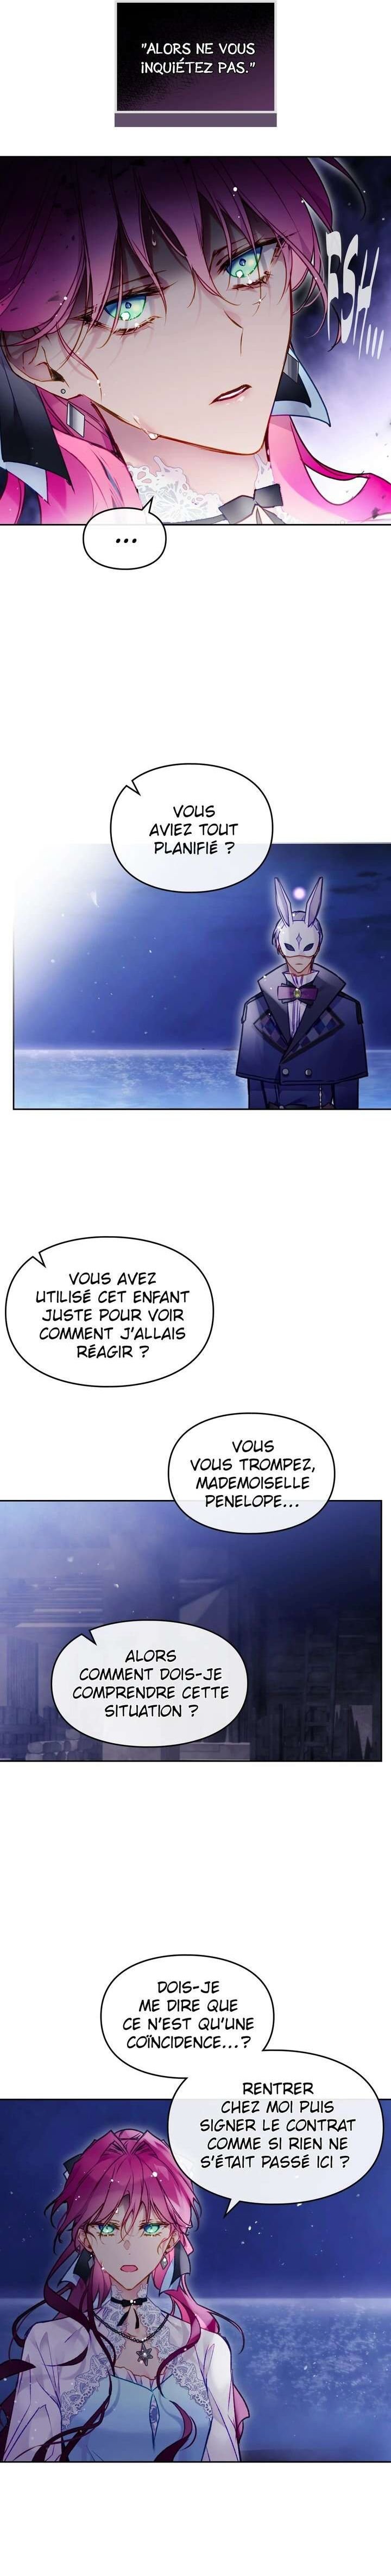 "ALORS NE VOUS
INQUIÉTEZ PAS."
FSH...
...
VOUS
AVIEZ TOUT
PLANIFIÉ ?
VOUS AVEZ
UTILISÉ CET ENFANT
JUSTE POUR VOIR
COMMENT J'ALLAIS
RÉAGIR ?
VOUS
VOUS TROMPEZ,
MADEMOISELLE
PENELOPE...
ALORS
COMMENT DOIS-JE
COMPRENDRE CETTE
SITUATION ?
DOIS-JE
ME DIRE QUE
CE N'EST QU'UNE
COÏNCIDENCE...?
RENTRER
CHEZ MOI PUIS
SIGNER LE CONTRAT
COMME SI RIEN NE
S'ÉTAIT PASSÉ ICI ?